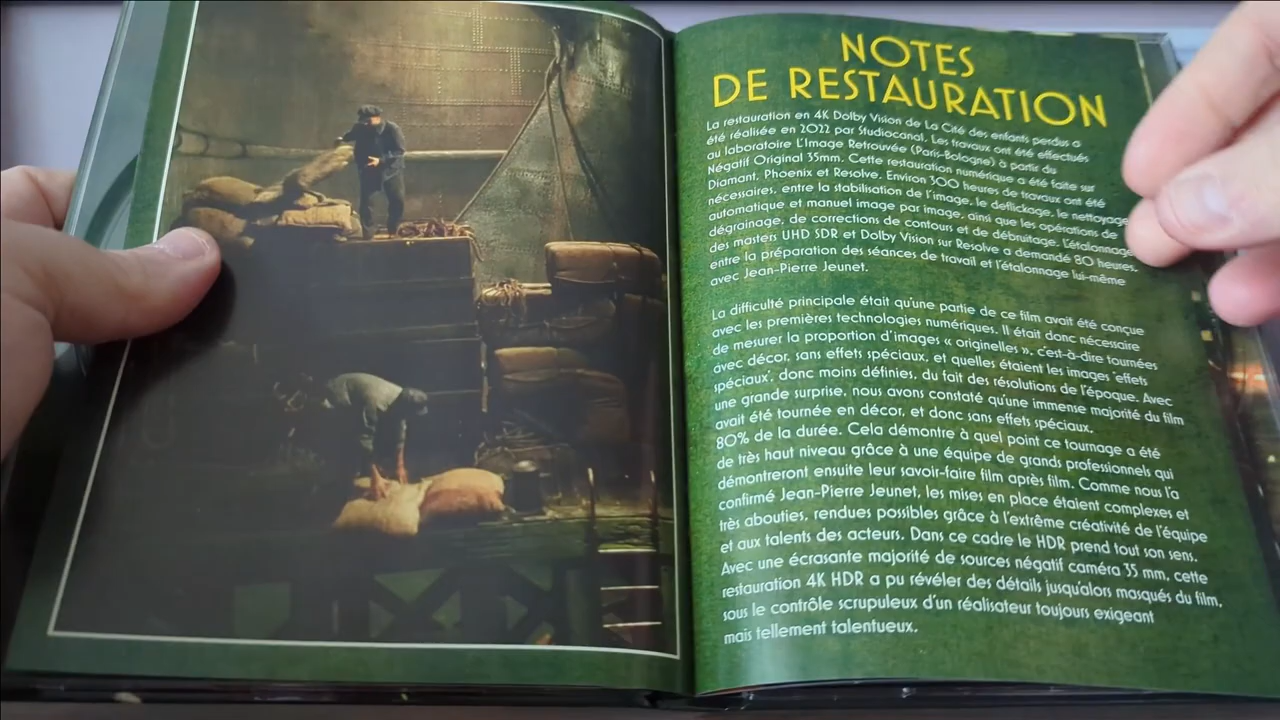 NOTES
DE RESTAURATION
La restauration en 4K Dolby Vision de La Cité des enfants perdus a
été réalisée en 2022 par Studiocanal. Les travaux ont été effectués
au laboratoire L'Image Retrouvée (Paris-Bologne) à partir du
Négatif Original 35mm. Cette restauration numérique a été faite sur
Diamant, Phoenix et Resolve. Environ 300 heures de travaux ont été
nécessaires, entre la stabilisation de l'image, le deflickage, le nettoyage
automatique et manuel image par image, ainsi que les opérations de
dégrainage, de corrections de contours et de débruitage. L'étalonnage
des masters UHD SDR et Dolby Vision sur Resolve a demandé 80 heures,
entre la préparation des séances de travail et l'étalonnage lui-même
avec Jean-Pierre Jeunet.
La difficulté principale était qu'une partie de ce film avait été conçue
avec les premières technologies numériques. Il était donc nécessaire
de mesurer la proportion d'images « originelles », c'est-à-dire tournées
avec décor, sans effets spéciaux, et quelles étaient les images 'effets
spéciaux', donc moins définies, du fait des résolutions de l'époque. Avec
une grande surprise, nous avons constaté qu'une immense majorité du film
avait été tournée en décor, et donc sans effets spéciaux,
80% de la durée. Cela démontre à quel point ce tournage a été
de très haut niveau grâce à une équipe de grands professionnels qui
démontreront ensuite leur savoir-faire film après film. Comme nous l'a
confirmé Jean-Pierre Jeunet, les mises en place étaient complexes et
très abouties, rendues possibles grâce à l'extrême créativité de l'équipe
et aux talents des acteurs. Dans ce cadre le HDR prend tout son sens.
Avec une écrasante majorité de sources négatif caméra 35 mm, cette
restauration 4K HDR a pu révéler des détails jusqu'alors masqués du film,
sous le contrôle scrupuleux d'un réalisateur toujours exigeant
mais tellement talentueux.